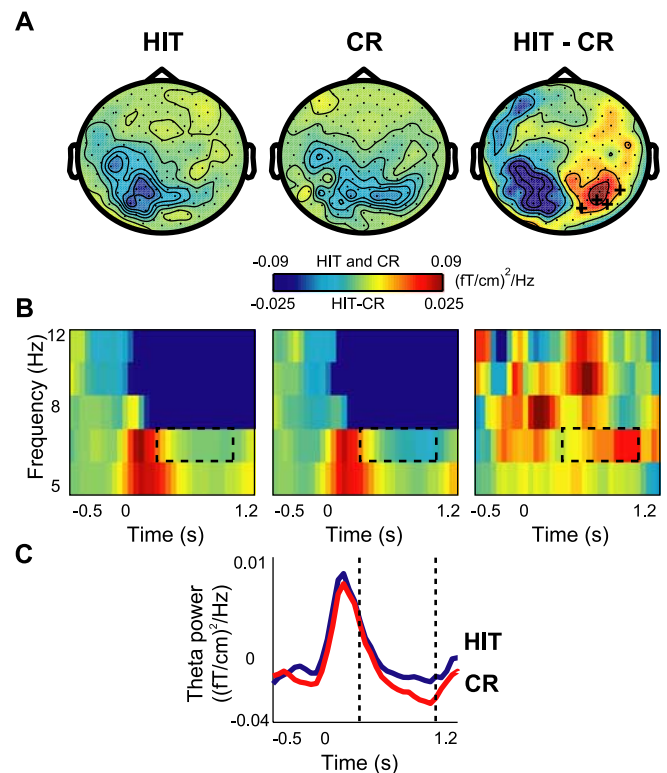 A
HIT CR HIT - CR
-0.09 HIT and CR 0.09
(fT/cm)²/Hz
-0.025 HIT-CR 0.025
B
Frequency (Hz)
12
8
5
-0.5 0 1.2 -0.5 0 1.2 -0.5 0 1.2
Time (s) Time (s) Time (s)
C
Theta power
((fT/cm)²/Hz)
0.01
0
-0.04
HIT
CR
-0.5 0 1.2
Time (s)